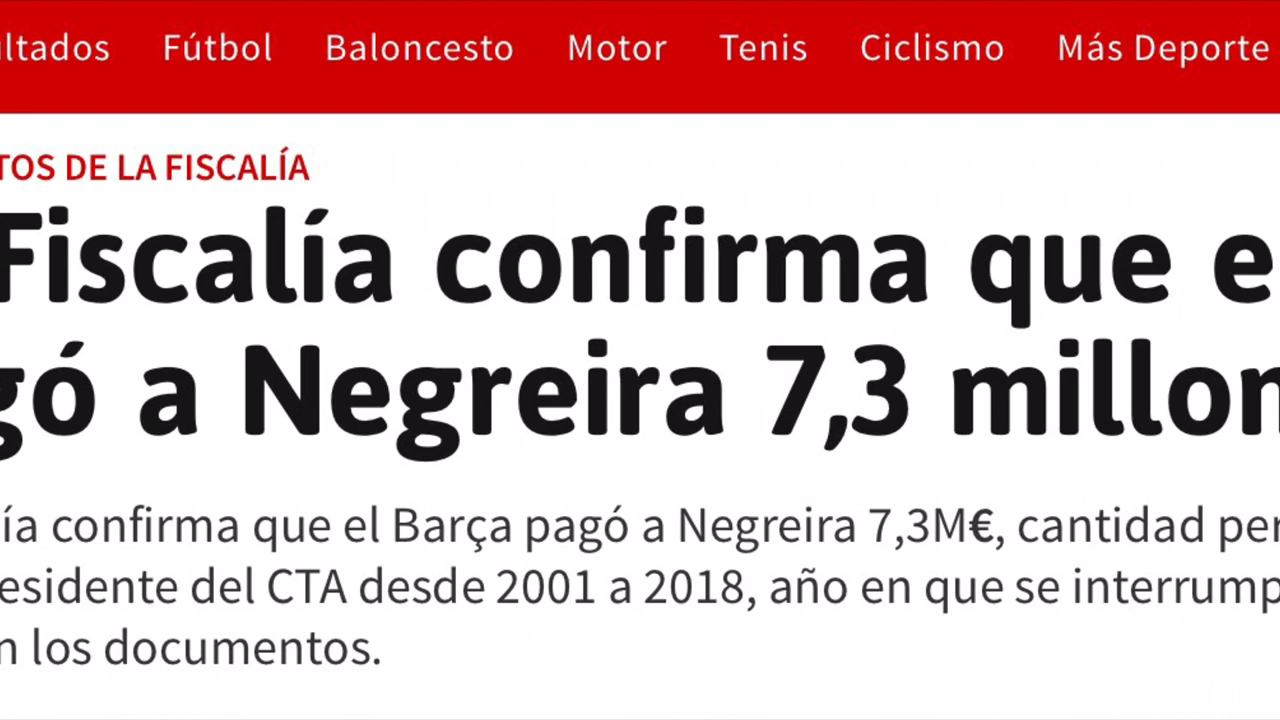 ultados Fútbol Baloncesto Motor Tenis Ciclismo Más Deporte
TOS DE LA FISCALÍA
Fiscalía confirma que e
gó a Negreira 7,3 millon
ía confirma que el Barça pagó a Negreira 7,3M€, cantidad per
esidente del CTA desde 2001 a 2018, año en que se interrump
n los documentos.